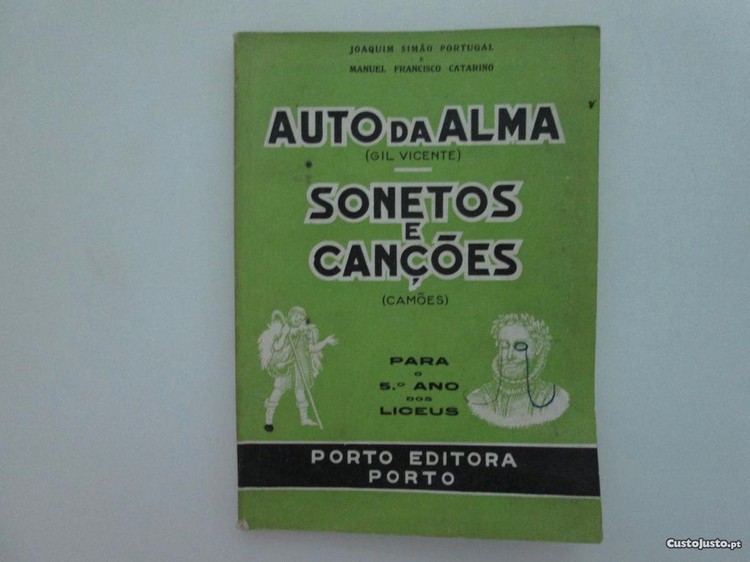 JOAQUIM SIMÃO PORTUGAL
E
MANUEL FRANCISCO CATARINO
AUTO DA ALMA
(GIL VICENTE)
SONETOS
E
CANÇÕES
(CAMÕES)
PARA
O
5.º ANO
DOS
LICEUS
PORTO EDITORA
PORTO
CustoJusto.pt